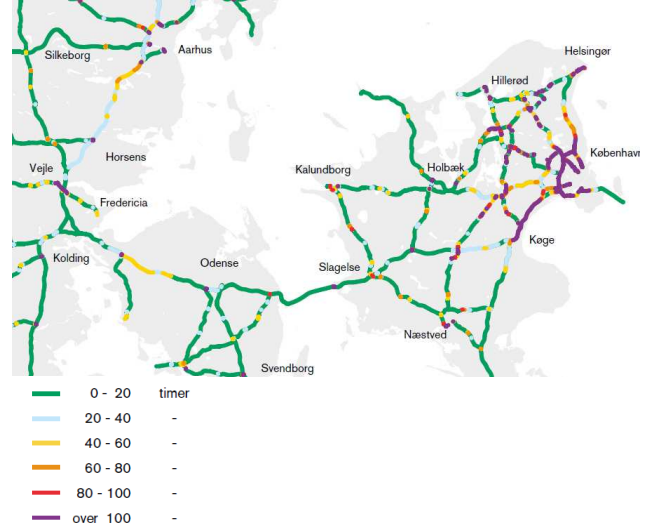 Helsingør
Aarhus
Silkeborg
Hillerød
København
Horsens
Vejle
Kalundborg
Holbæk
Fredericia
Køge
Kolding
Odense
Slagelse
Næstved
Svendborg
0 - 20 timer
20 - 40 -
40 - 60 -
60 - 80 -
80 - 100 -
over 100 -